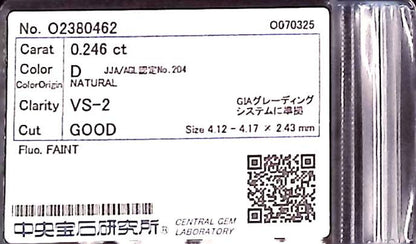 No. O2380462 O070325
Carat 0.246 ct
Color D JJA/AGL認定No.204
ColorOrigin NATURAL
Clarity VS-2 GIAグレーディング
システムに準拠
Cut GOOD Size 4.12 - 4.17 × 2.43 mm
Fluo. FAINT
中央宝石研究所® CENTRAL GEM
LABORATORY